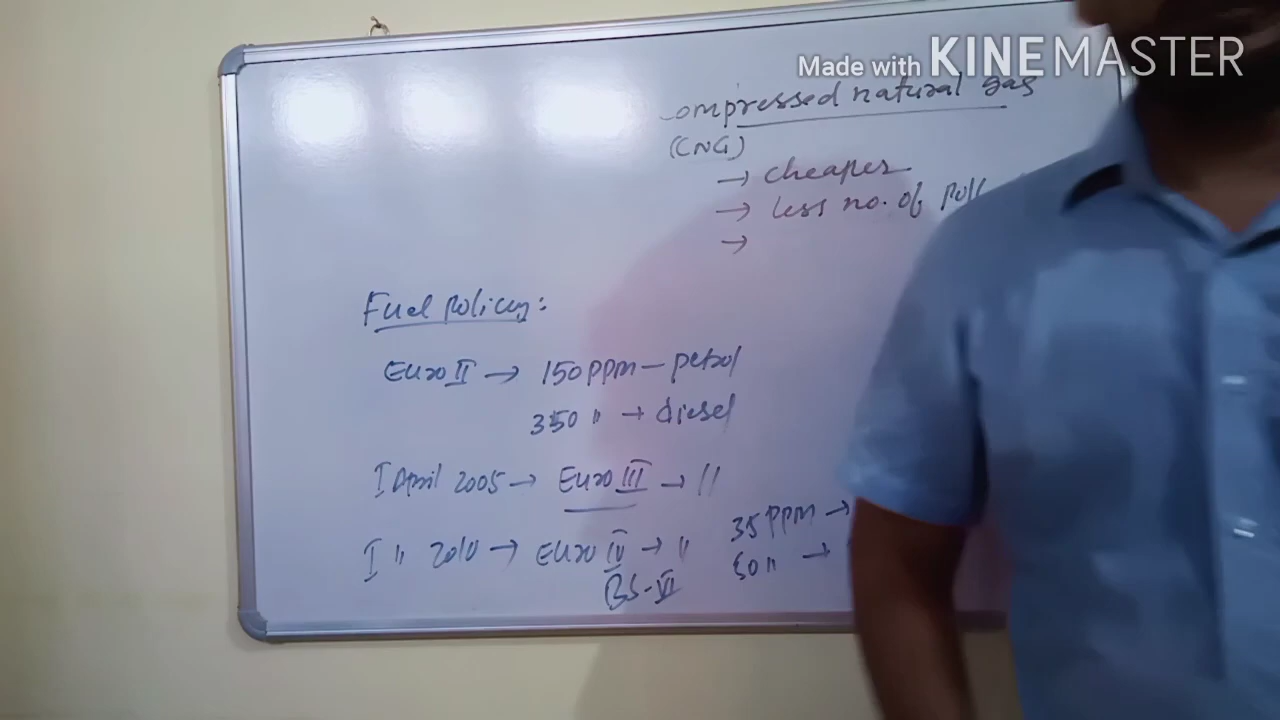 Made with KINEMASTER
ompressed natural gas
(CNG)
→ cheaper
→ less no. of Poll
→
Fuel Policy:
Euro II → 150 PPM - petrol
350 " → diesel
I April 2005 → Euro III → "
I " 2010 → Euro IV → " 35 PPM →
50 " →
BS-VI